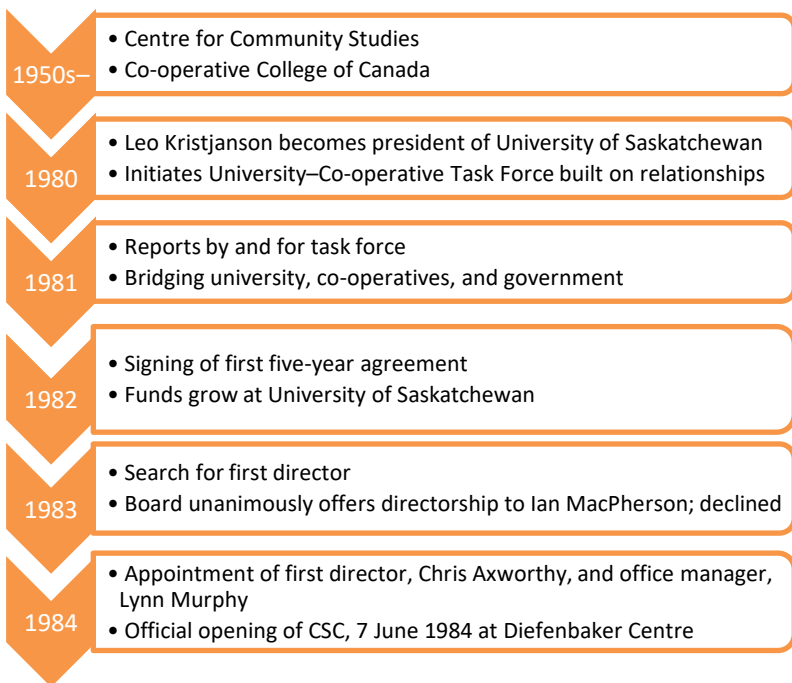 1950s–
• Centre for Community Studies
• Co-operative College of Canada
1980
• Leo Kristjanson becomes president of University of Saskatchewan
• Initiates University–Co-operative Task Force built on relationships
1981
• Reports by and for task force
• Bridging university, co-operatives, and government
1982
• Signing of first five-year agreement
• Funds grow at University of Saskatchewan
1983
• Search for first director
• Board unanimously offers directorship to Ian MacPherson; declined
1984
• Appointment of first director, Chris Axworthy, and office manager,
Lynn Murphy
• Official opening of CSC, 7 June 1984 at Diefenbaker Centre